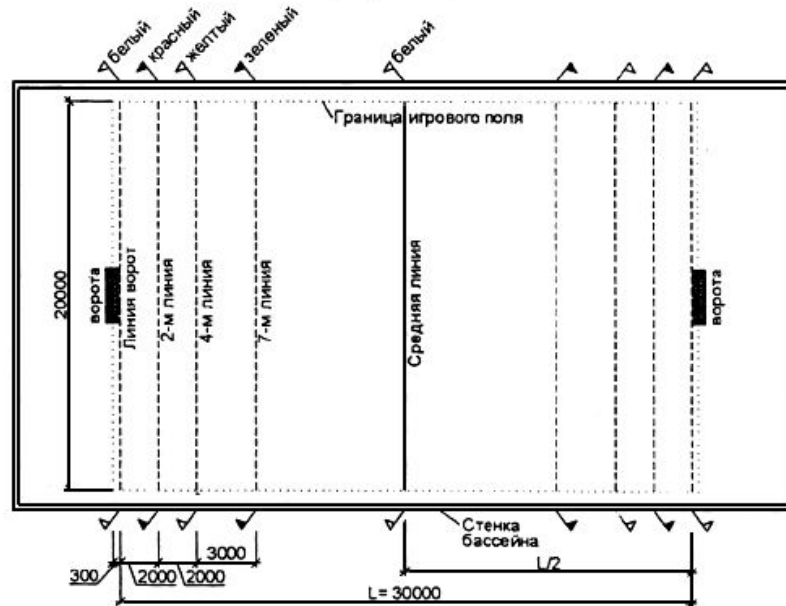 белый
красный
желтый
зеленый
белый
Граница игрового поля
20000
ворота
Линия ворот
2-м линия
4-м линия
7-м линия
Средняя линия
ворота
Стенка
бассейна
300
2000
2000
3000
L/2
L= 30000